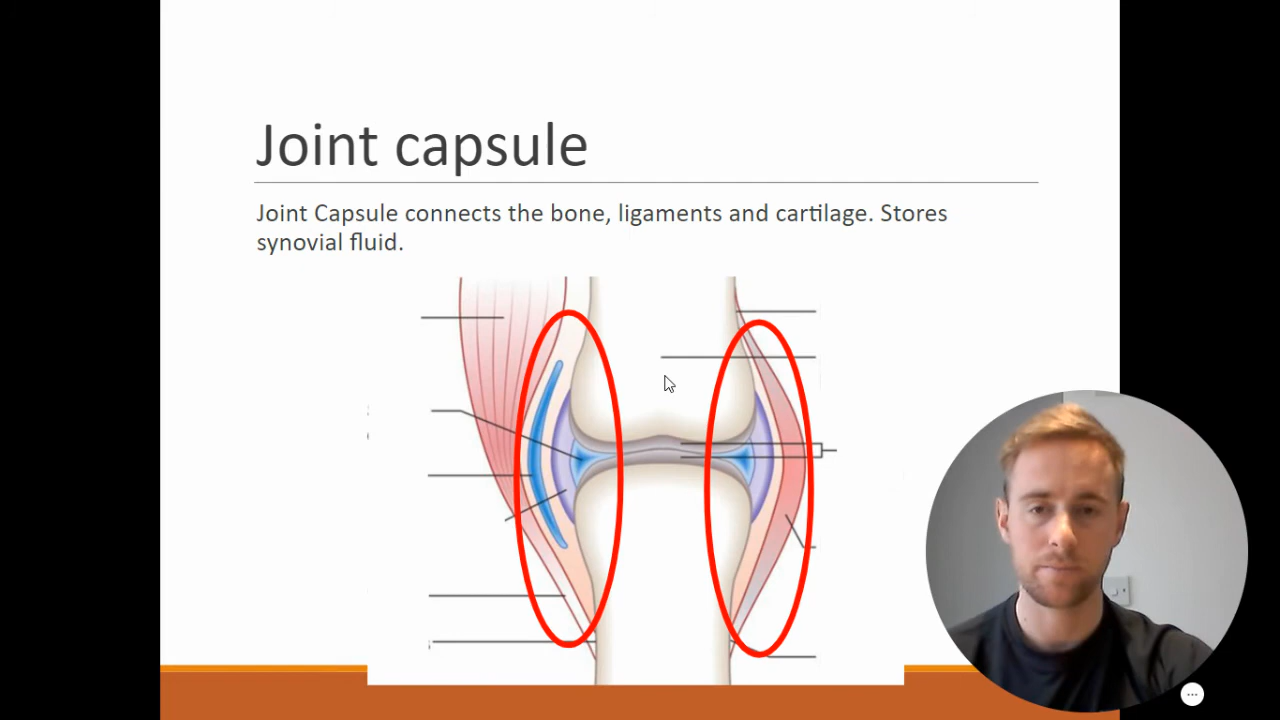 Joint capsule
Joint Capsule connects the bone, ligaments and cartilage. Stores
synovial fluid.